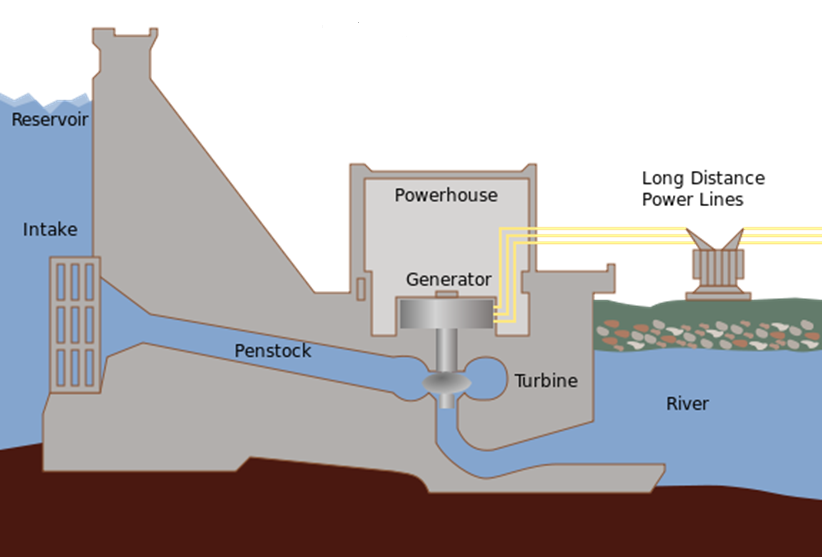 Reservoir
Intake
Penstock
Powerhouse
Generator
Turbine
Long Distance
Power Lines
River